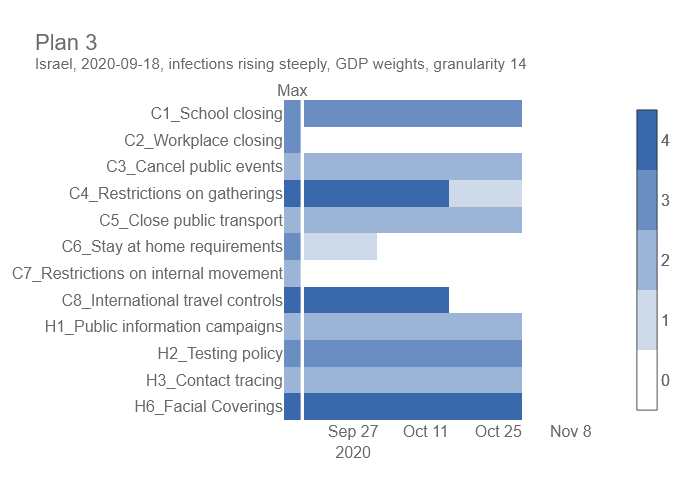 Plan 3
Israel, 2020-09-18, infections rising steeply, GDP weights, granularity 14
Max
C1_School closing
C2_Workplace closing
C3_Cancel public events
C4_Restrictions on gatherings
C5_Close public transport
C6_Stay at home requirements
C7_Restrictions on internal movement
C8_International travel controls
H1_Public information campaigns
H2_Testing policy
H3_Contact tracing
H6_Facial Coverings
Sep 27 Oct 11 Oct 25 Nov 8
2020
4
3
2
1
0